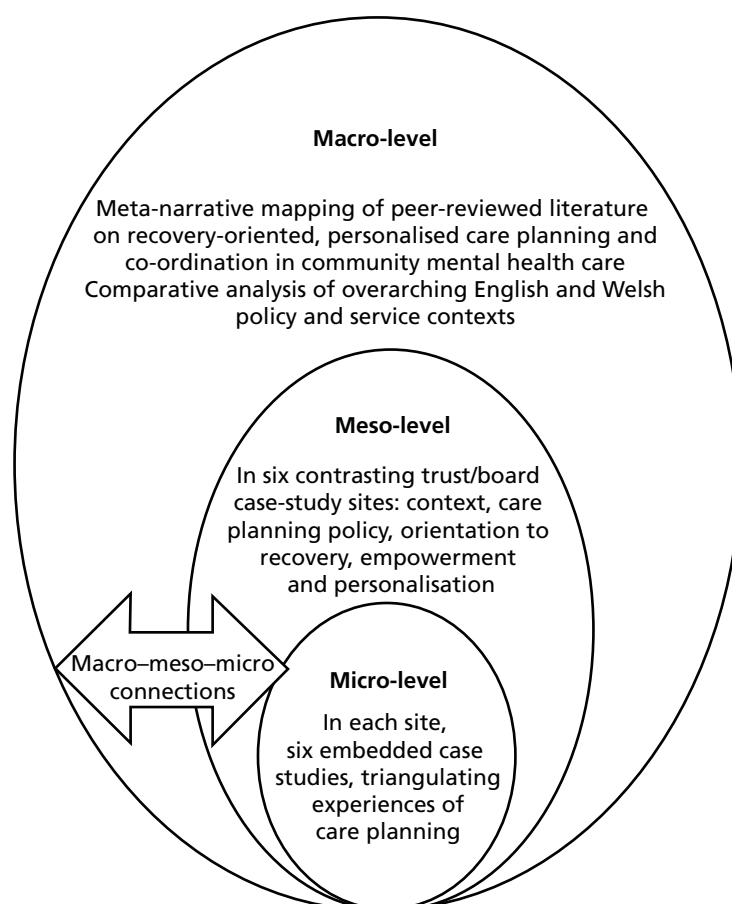 Macro-level
Meta-narrative mapping of peer-reviewed literature
on recovery-oriented, personalised care planning and
co-ordination in community mental health care
Comparative analysis of overarching English and Welsh
policy and service contexts
Meso-level
In six contrasting trust/board
case-study sites: context, care
planning policy, orientation to
recovery, empowerment
and personalisation
Macro–meso–micro
connections
Micro-level
In each site,
six embedded case
studies, triangulating
experiences of
care planning